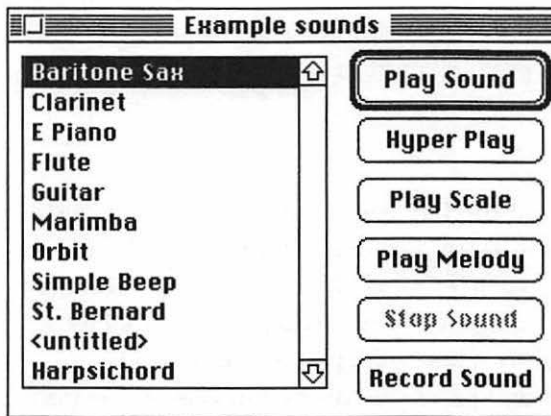 Example sounds
Baritone Sax
Clarinet
E Piano
Flute
Guitar
Marimba
Orbit
Simple Beep
St. Bernard
<untitled>
Harpsichord
Play Sound
Hyper Play
Play Scale
Play Melody
Stop Sound
Record Sound